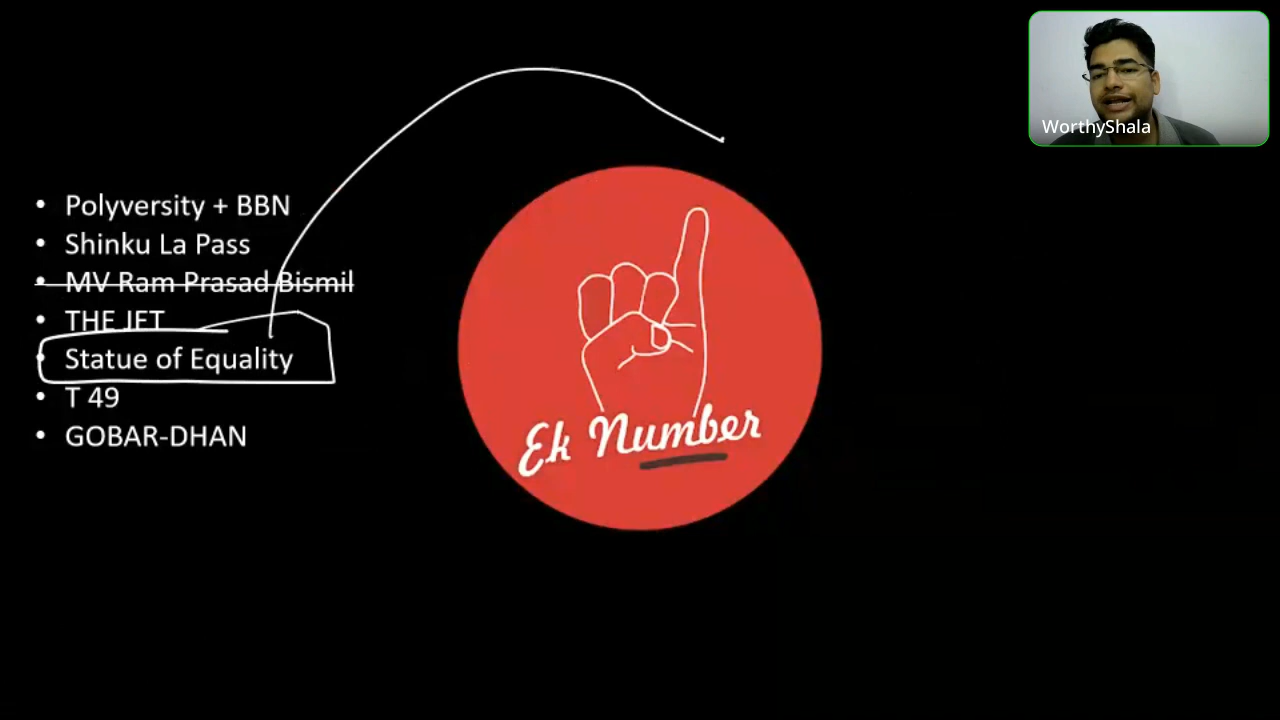 WorthyShala
• Polyversity + BBN
• Shinku La Pass
• MV Ram Prasad Bismil
• THE JET
• Statue of Equality
• T 49
• GOBAR-DHAN
Ek Number